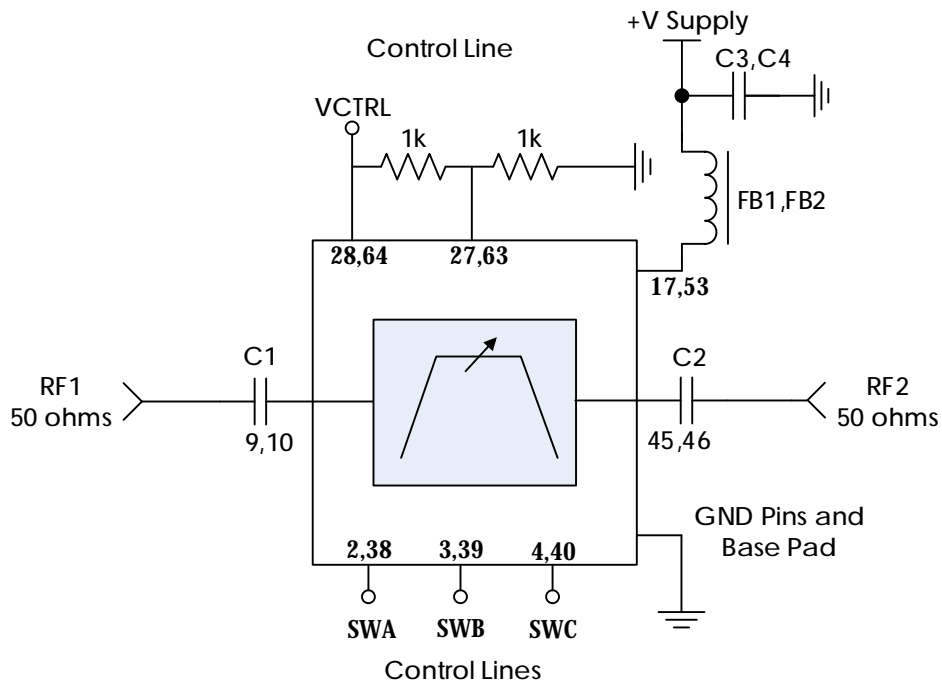 +V Supply
Control Line
C3,C4
VCTRL
1k
1k
FB1,FB2
28,64
27,63
17,53
C1
C2
RF1
50 ohms
RF2
50 ohms
9,10
45,46
GND Pins and
Base Pad
2,38
3,39
4,40
SWA
SWB
SWC
Control Lines